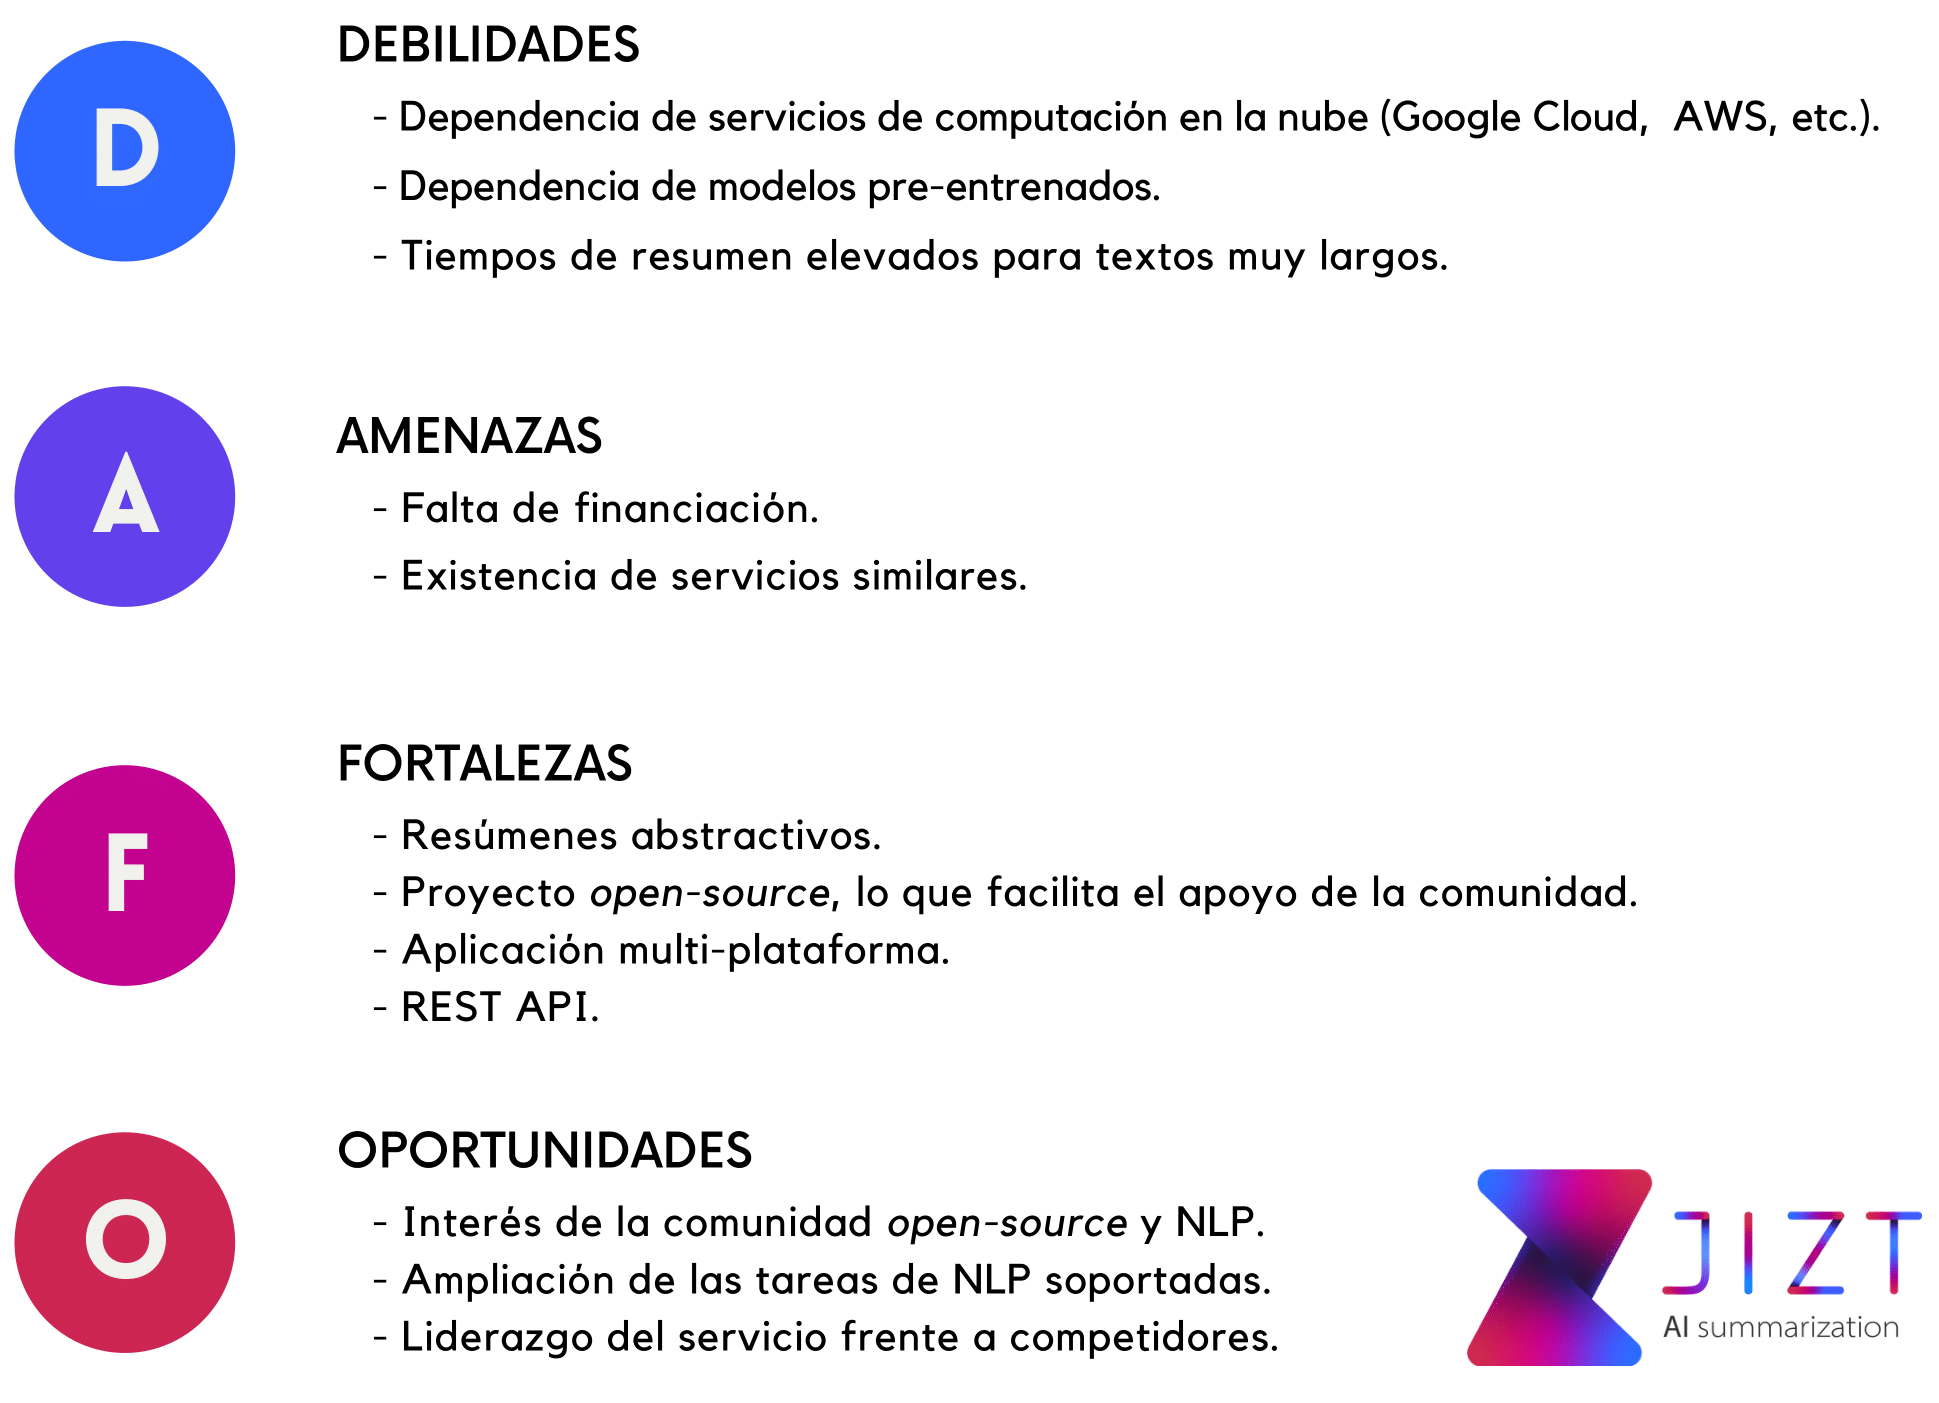 D
DEBILIDADES
- Dependencia de servicios de computación en la nube (Google Cloud,  AWS, etc.).
- Dependencia de modelos pre-entrenados.
- Tiempos de resumen elevados para textos muy largos.
A
AMENAZAS
- Falta de financiación.
- Existencia de servicios similares.
F
FORTALEZAS
- Resúmenes abstractivos.
- Proyecto open-source, lo que facilita el apoyo de la comunidad.
- Aplicación multi-plataforma.
- REST API.
O
OPORTUNIDADES
- Interés de la comunidad open-source y NLP.
- Ampliación de las tareas de NLP soportadas.
- Liderazgo del servicio frente a competidores.
JIZT
AI summarization